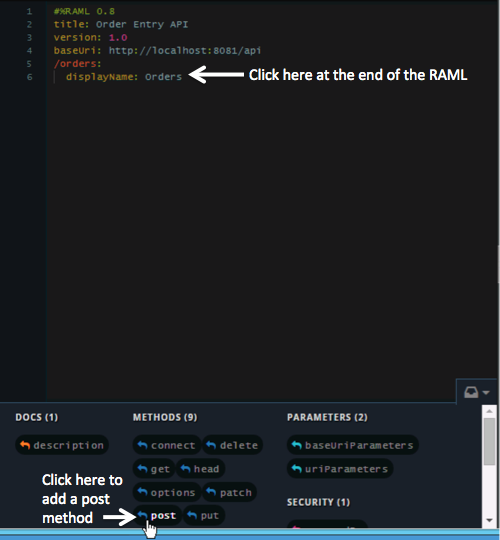 1 #%RAML 0.8
2 title: Order Entry API
3 version: 1.0
4 baseUri: http://localhost:8081/api
5 /orders:
6 displayName: Orders
Click here at the end of the RAML
DOCS (1) METHODS (9) PARAMETERS (2)
description connect delete baseUriParameters
get head uriParameters
options patch
SECURITY (1)
post put
Click here to
add a post
method